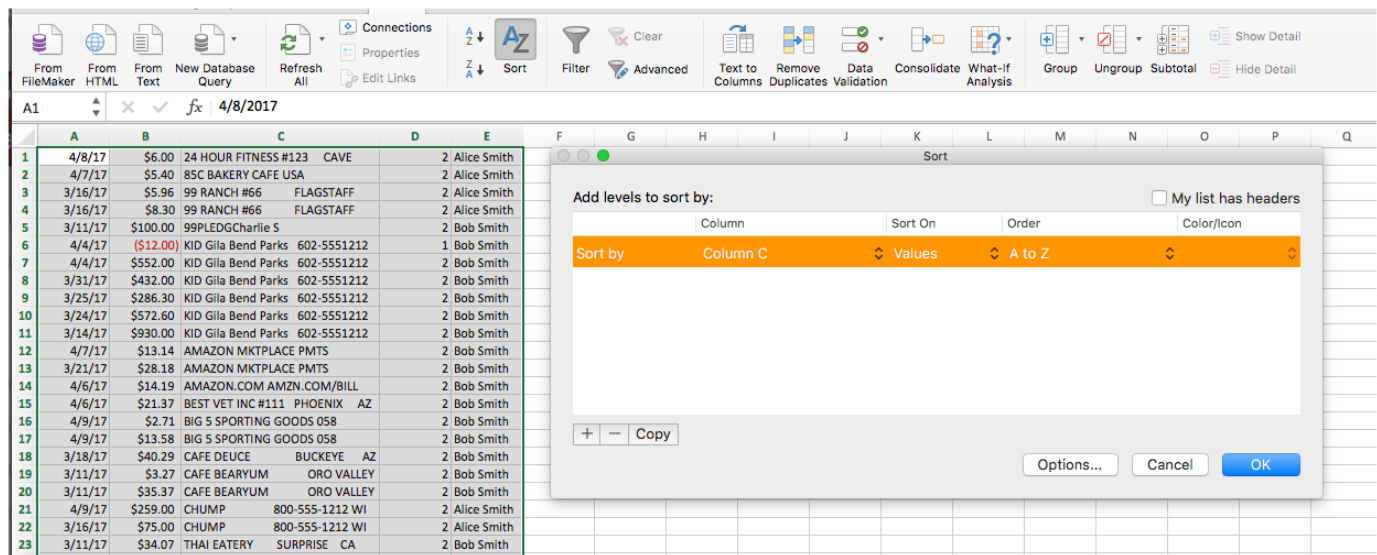 Connections
Properties
Edit Links
From FileMaker
From HTML
From Text
New Database Query
Refresh All
A Z
Z A
AZ
Sort
Filter
Clear
Advanced
Text to Columns
Remove Duplicates
Data Validation
Consolidate
What-If Analysis
Group
Ungroup
Subtotal
Show Detail
Hide Detail
A1 fx 4/8/2017
A B C D E F G H I J K L M N O P Q
1 4/8/17 $6.00 24 HOUR FITNESS #123 CAVE 2 Alice Smith
2 4/7/17 $5.40 85C BAKERY CAFE USA 2 Alice Smith
3 3/16/17 $5.96 99 RANCH #66 FLAGSTAFF 2 Alice Smith
4 3/16/17 $8.30 99 RANCH #66 FLAGSTAFF 2 Alice Smith
5 3/11/17 $100.00 99PLEDGCharlie S 2 Bob Smith
6 4/4/17 ($12.00) KID Gila Bend Parks 602-5551212 1 Bob Smith
7 4/4/17 $552.00 KID Gila Bend Parks 602-5551212 2 Bob Smith
8 3/31/17 $432.00 KID Gila Bend Parks 602-5551212 2 Bob Smith
9 3/25/17 $286.30 KID Gila Bend Parks 602-5551212 2 Bob Smith
10 3/24/17 $572.60 KID Gila Bend Parks 602-5551212 2 Bob Smith
11 3/14/17 $930.00 KID Gila Bend Parks 602-5551212 2 Bob Smith
12 4/7/17 $13.14 AMAZON MKTPLACE PMTS 2 Bob Smith
13 3/21/17 $28.18 AMAZON MKTPLACE PMTS 2 Bob Smith
14 4/6/17 $14.19 AMAZON.COM AMZN.COM/BILL 2 Bob Smith
15 4/6/17 $21.37 BEST VET INC #111 PHOENIX AZ 2 Bob Smith
16 4/9/17 $2.71 BIG 5 SPORTING GOODS 058 2 Bob Smith
17 4/9/17 $13.58 BIG 5 SPORTING GOODS 058 2 Bob Smith
18 3/18/17 $40.29 CAFE DEUCE BUCKEYE AZ 2 Bob Smith
19 3/11/17 $3.27 CAFE BEARYUM ORO VALLEY 2 Bob Smith
20 3/11/17 $35.37 CAFE BEARYUM ORO VALLEY 2 Bob Smith
21 4/9/17 $259.00 CHUMP 800-555-1212 WI 2 Alice Smith
22 3/16/17 $75.00 CHUMP 800-555-1212 WI 2 Alice Smith
23 3/11/17 $34.07 THAI EATERY SURPRISE CA 2 Bob Smith
Sort
Add levels to sort by:
My list has headers
Column Sort On Order Color/Icon
Sort by Column C Values A to Z
+ − Copy
Options... Cancel OK